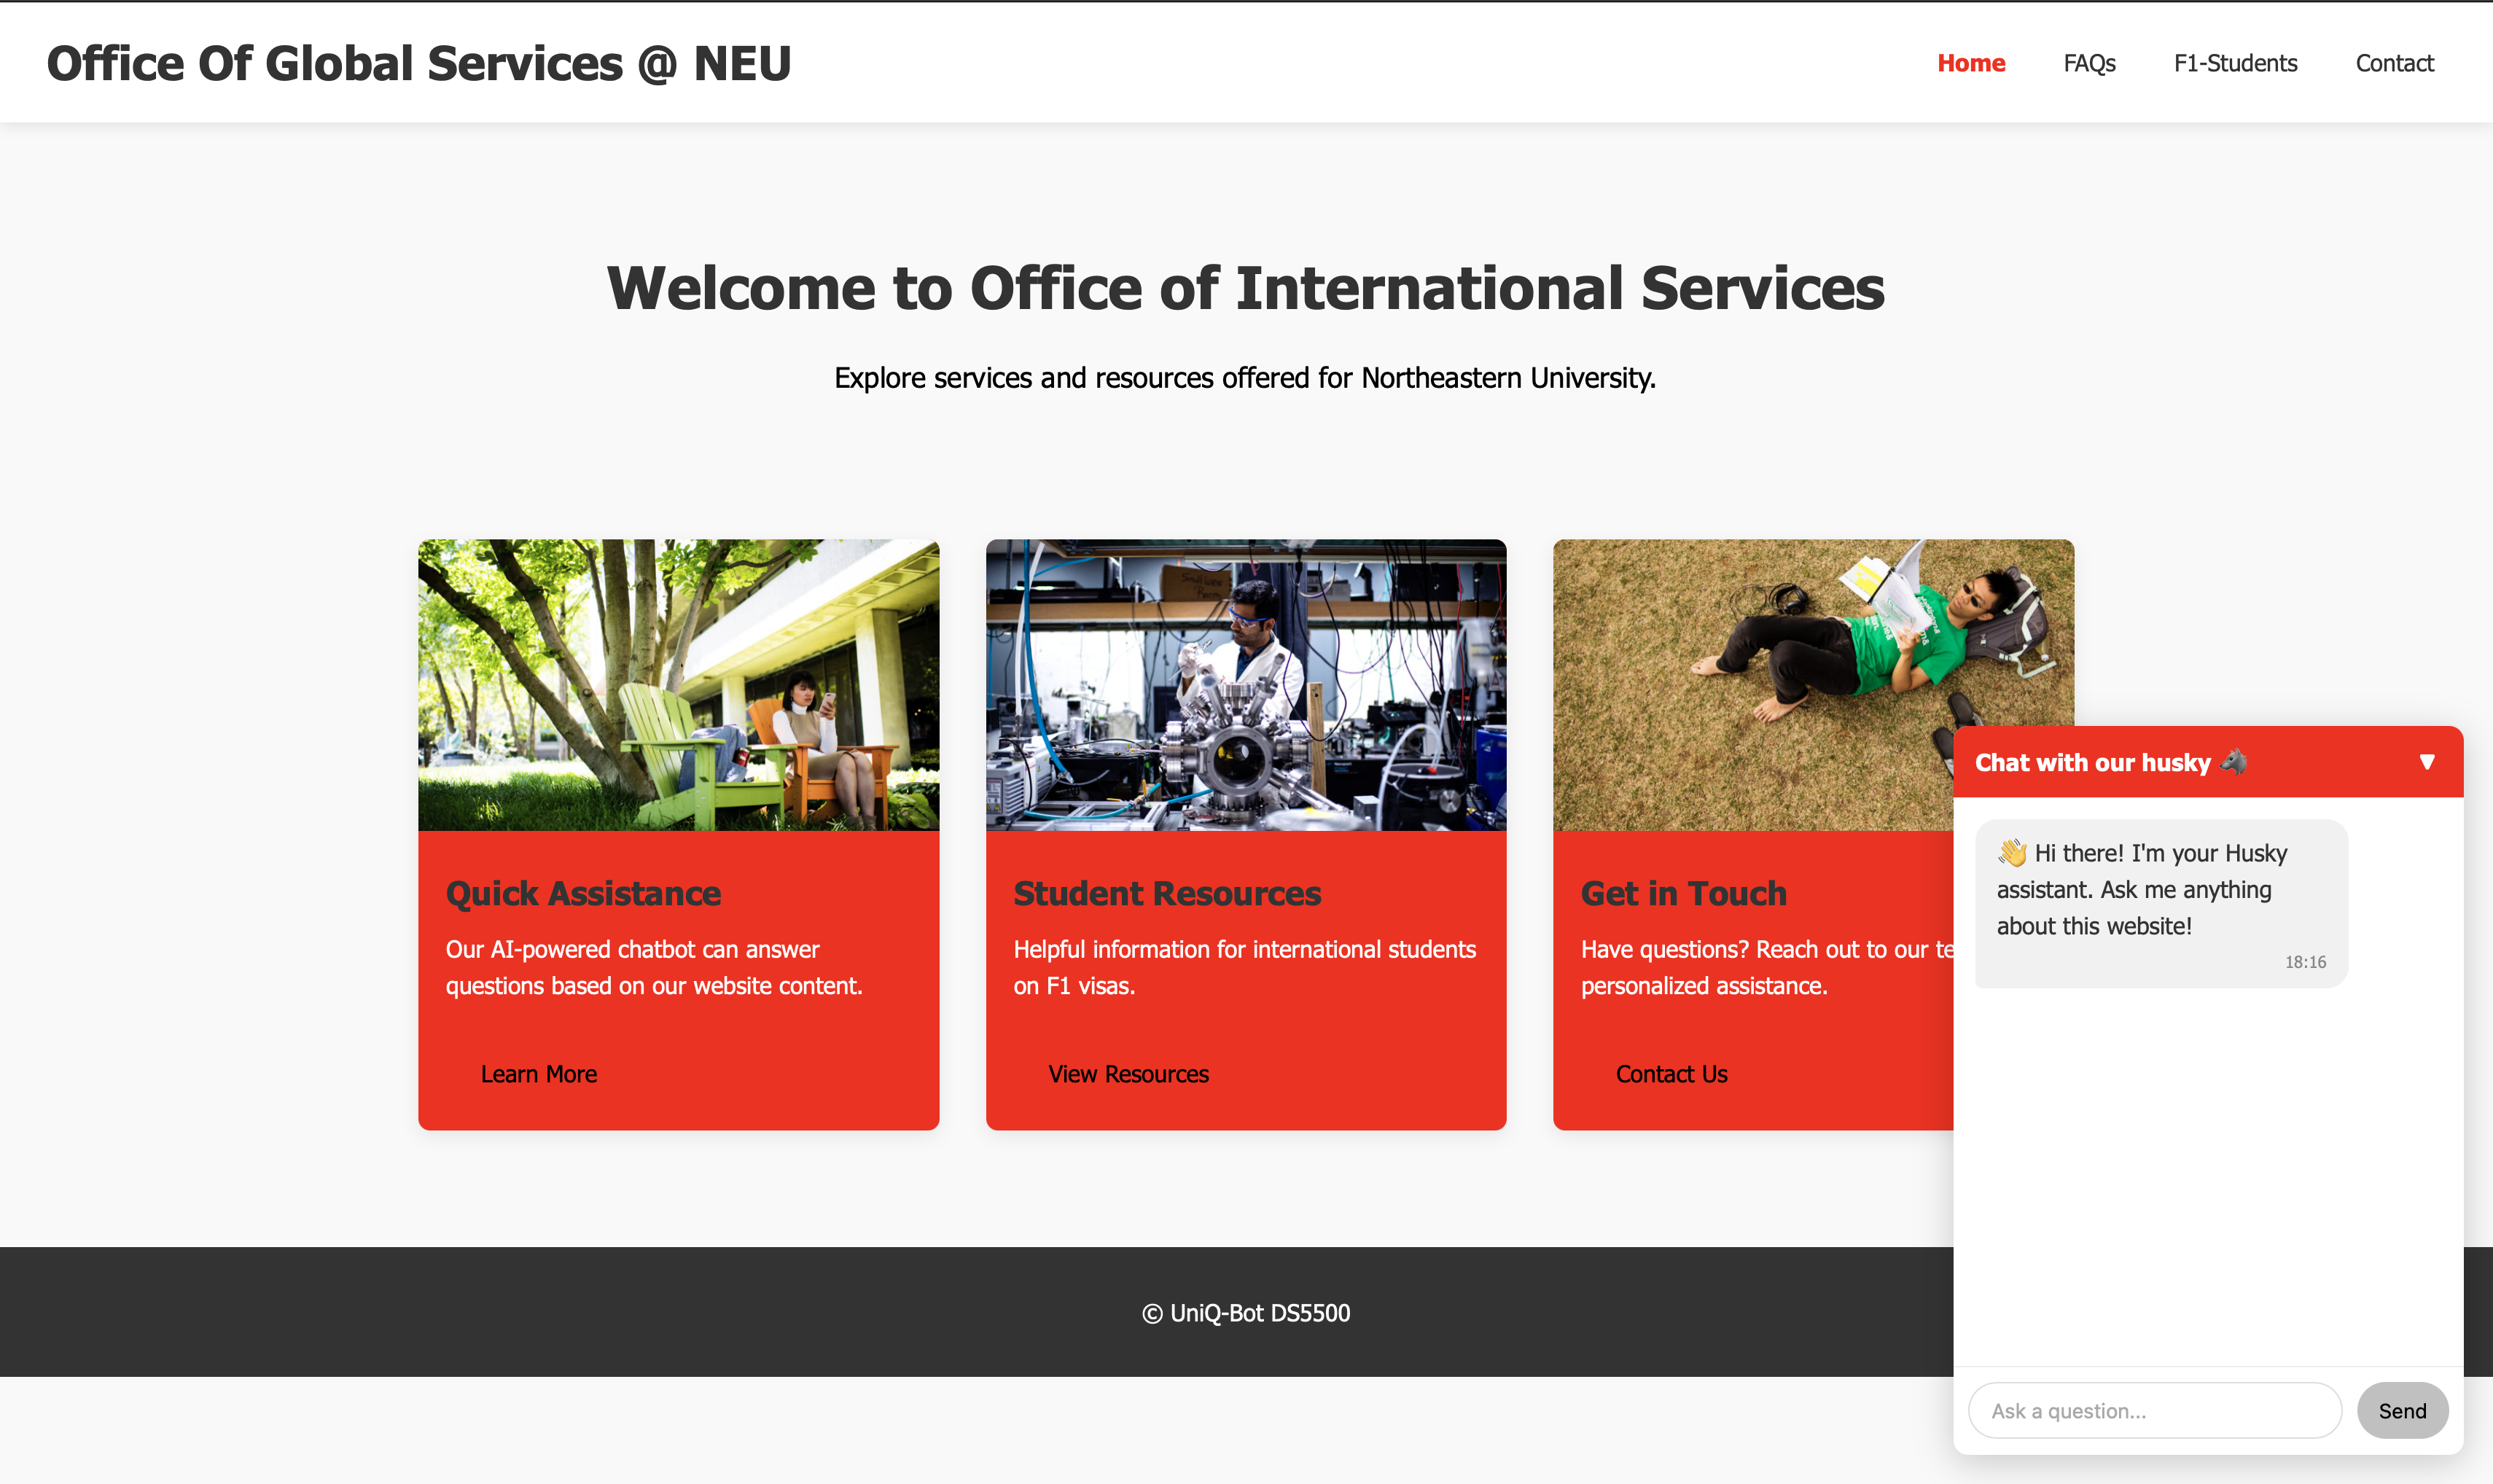 Office Of Global Services @ NEU
Home FAQs F1-Students Contact
Welcome to Office of International Services
Explore services and resources offered for Northeastern University.
Quick Assistance
Our AI-powered chatbot can answer
questions based on our website content.
Learn More
Student Resources
Helpful information for international students
on F1 visas.
View Resources
Get in Touch
Have questions? Reach out to our te
personalized assistance.
Contact Us
Chat with our husky 🐺 ▼
👋 Hi there! I'm your Husky
assistant. Ask me anything
about this website!
18:16
Ask a question...
Send
© UniQ-Bot DS5500